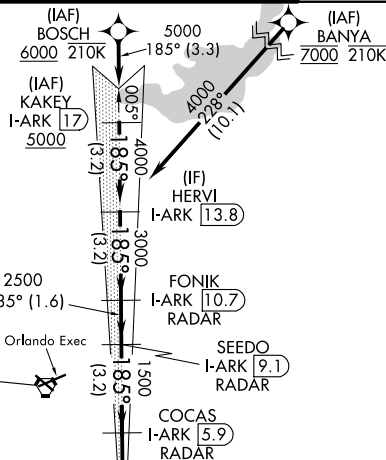 (IAF)
BOSCH
6000 210K
5000
185° (3.3)
(IAF)
BANYA
7000 210K
(IAF)
KAKEY
I-ARK 17
5000
005°
4000
185°
(3.2)
4000
228°
(10.1)
(IF)
HERVI
I-ARK 13.8
3000
185°
(3.2)
FONIK
I-ARK 10.7
RADAR
2500
35° (1.6)
SEEDO
I-ARK 9.1
RADAR
Orlando Exec
1500
185°
(3.2)
COCAS
I-ARK 5.9
RADAR